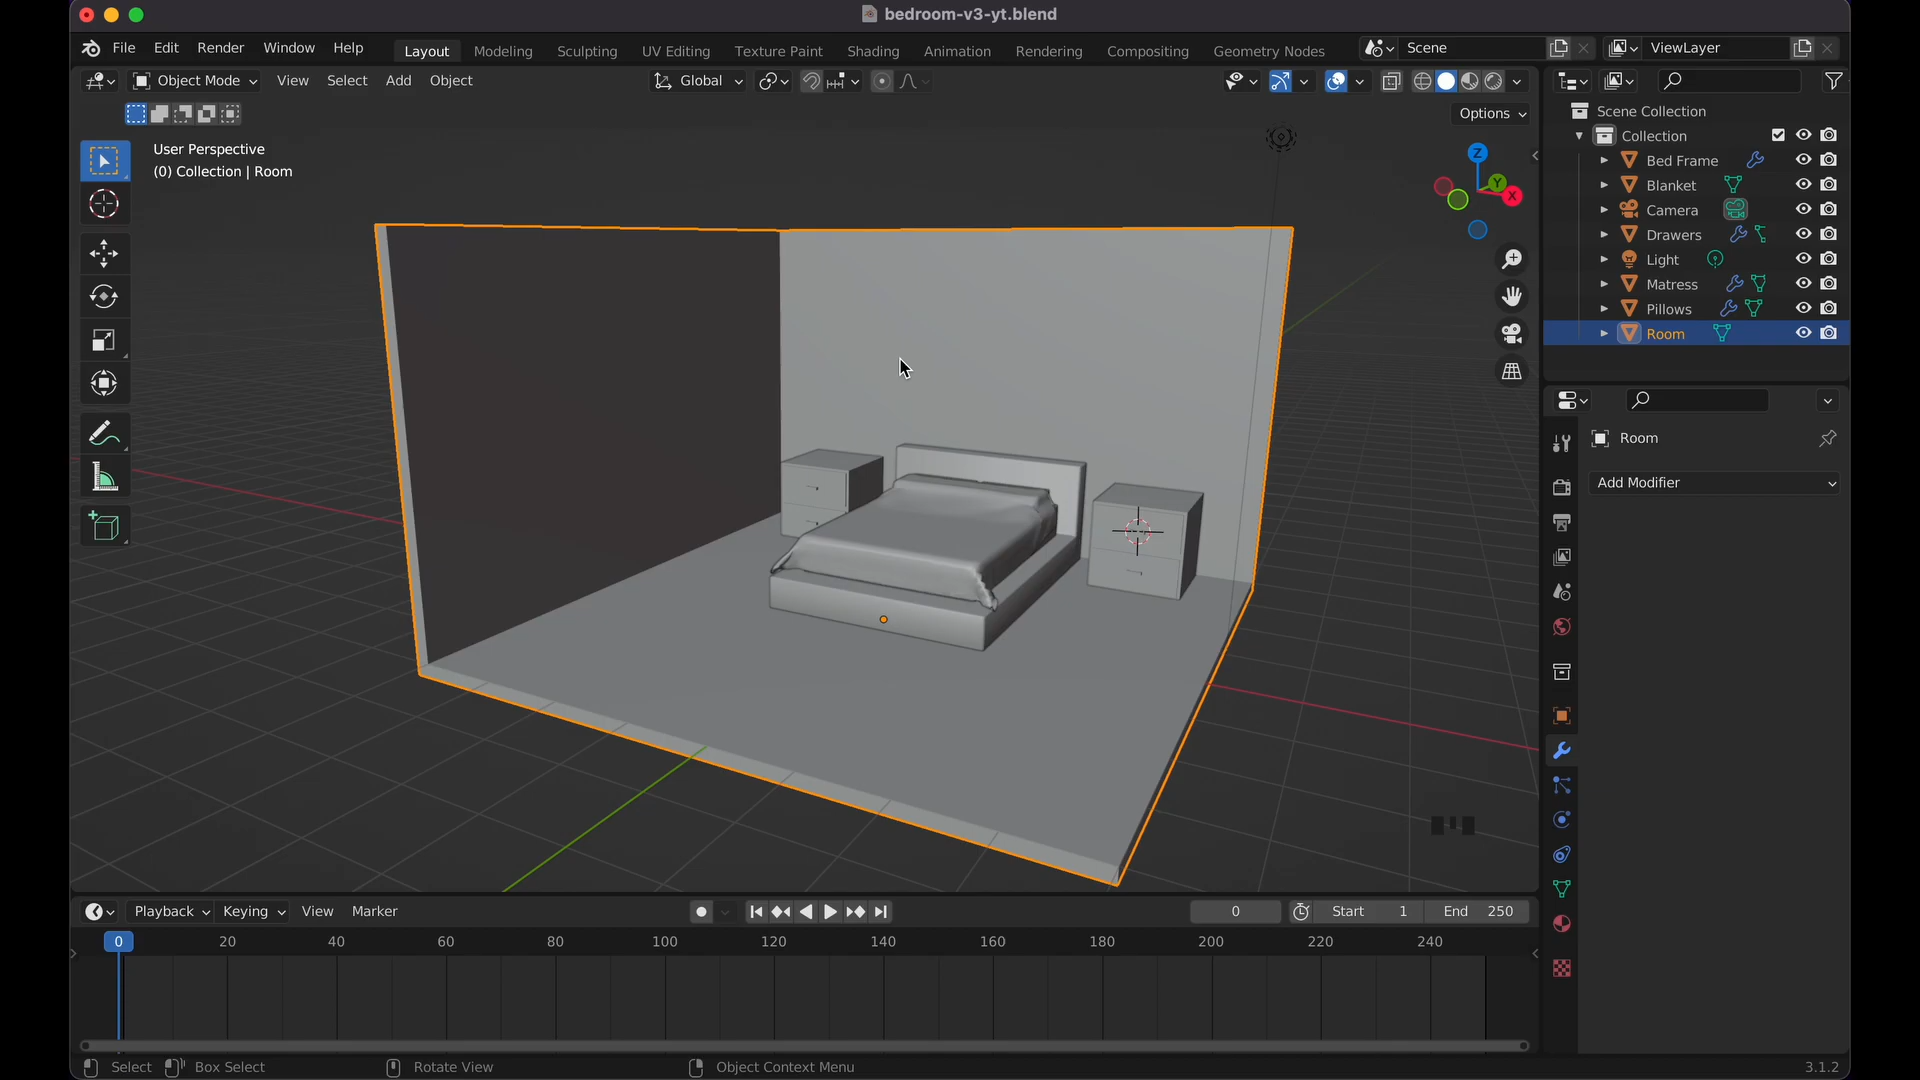 bedroom-v3-yt.blend
File Edit Render Window Help Layout Modeling Sculpting UV Editing Texture Paint Shading Animation Rendering Compositing Geometry Nodes Scene ViewLayer
Object Mode View Select Add Object Global
Options
User Perspective
(0) Collection | Room
Z
Y
X
Scene Collection
Collection
Bed Frame
Blanket
Camera
Drawers
Light
Matress
Pillows
Room
Room
Add Modifier
Playback Keying View Marker 0 Start 1 End 250
0 20 40 60 80 100 120 140 160 180 200 220 240
Select Box Select Rotate View Object Context Menu 3.1.2